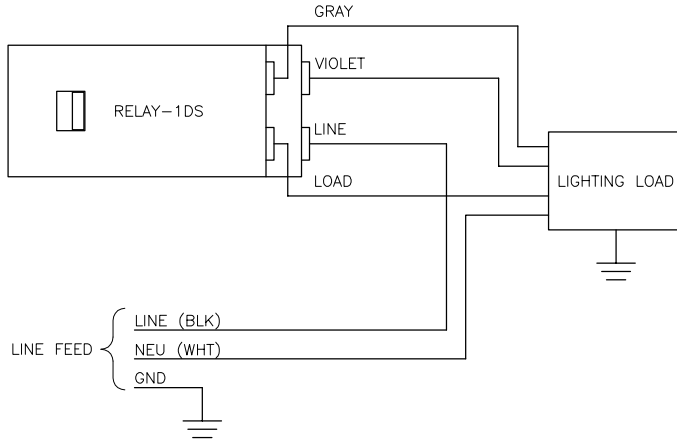 GRAY
VIOLET
RELAY-1DS
LINE
LOAD
LIGHTING LOAD
LINE (BLK)
LINE FEED
NEU (WHT)
GND